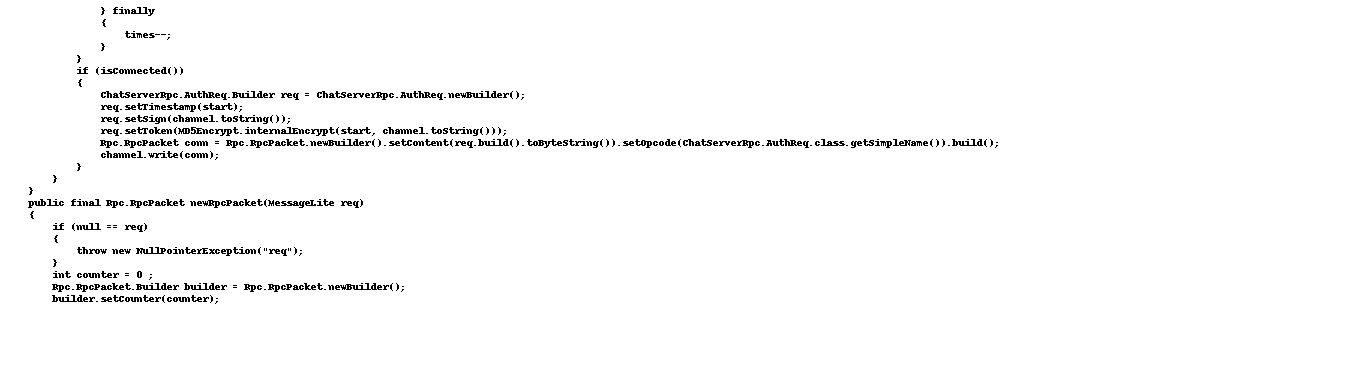 } finally
{
times--;
}
}
if (isConnected())
{
ChatServerRpc.AuthReq.Builder req = ChatServerRpc.AuthReq.newBuilder();
req.setTimestamp(start);
req.setSign(channel.toString());
req.setToken(MD5Encrypt.internalEncrypt(start, channel.toString()));
Rpc.RpcPacket conn = Rpc.RpcPacket.newBuilder().setContent(req.build().toByteString()).setOpcode(ChatServerRpc.AuthReq.class.getSimpleName()).build();
channel.write(conn);
}
}
}
public final Rpc.RpcPacket newRpcPacket(MessageLite req)
{
if (null == req)
{
throw new NullPointerException("req");
}
int counter = 0 ;
Rpc.RpcPacket.Builder builder = Rpc.RpcPacket.newBuilder();
builder.setCounter(counter);